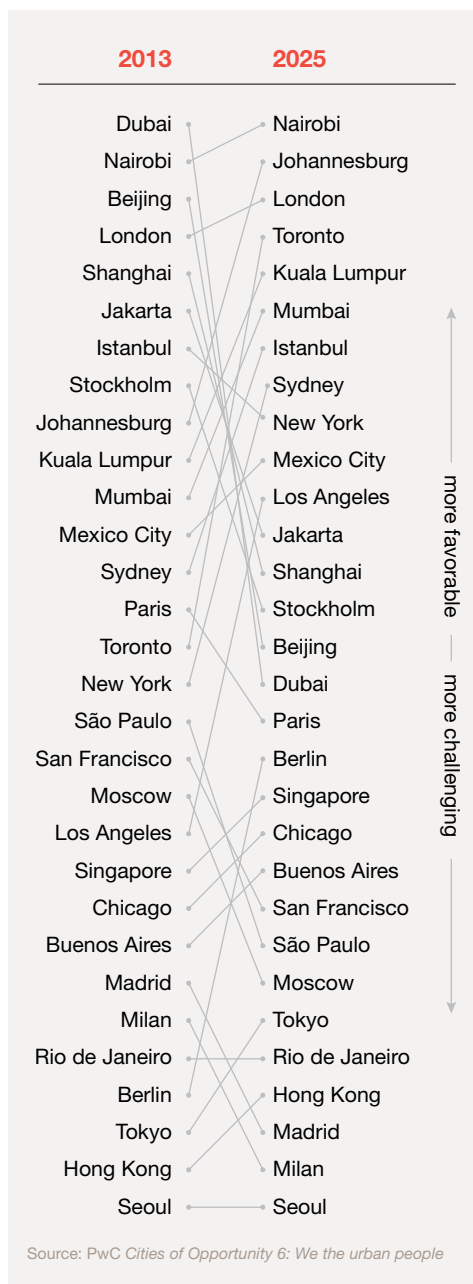 2013 2025
Dubai Nairobi
Nairobi Johannesburg
Beijing London
London Toronto
Shanghai Kuala Lumpur
Jakarta Mumbai
Istanbul Istanbul
Stockholm Sydney
Johannesburg New York
Kuala Lumpur Mexico City
Mumbai Los Angeles
Mexico City Jakarta
Sydney Shanghai
Paris Stockholm
Toronto Beijing
New York Dubai
São Paulo Paris
San Francisco Berlin
Moscow Singapore
Los Angeles Chicago
Singapore Buenos Aires
Chicago San Francisco
Buenos Aires São Paulo
Madrid Moscow
Milan Tokyo
Rio de Janeiro Rio de Janeiro
Berlin Hong Kong
Tokyo Madrid
Hong Kong Milan
Seoul Seoul
more favorable
more challenging
Source: PwC Cities of Opportunity 6: We the urban people